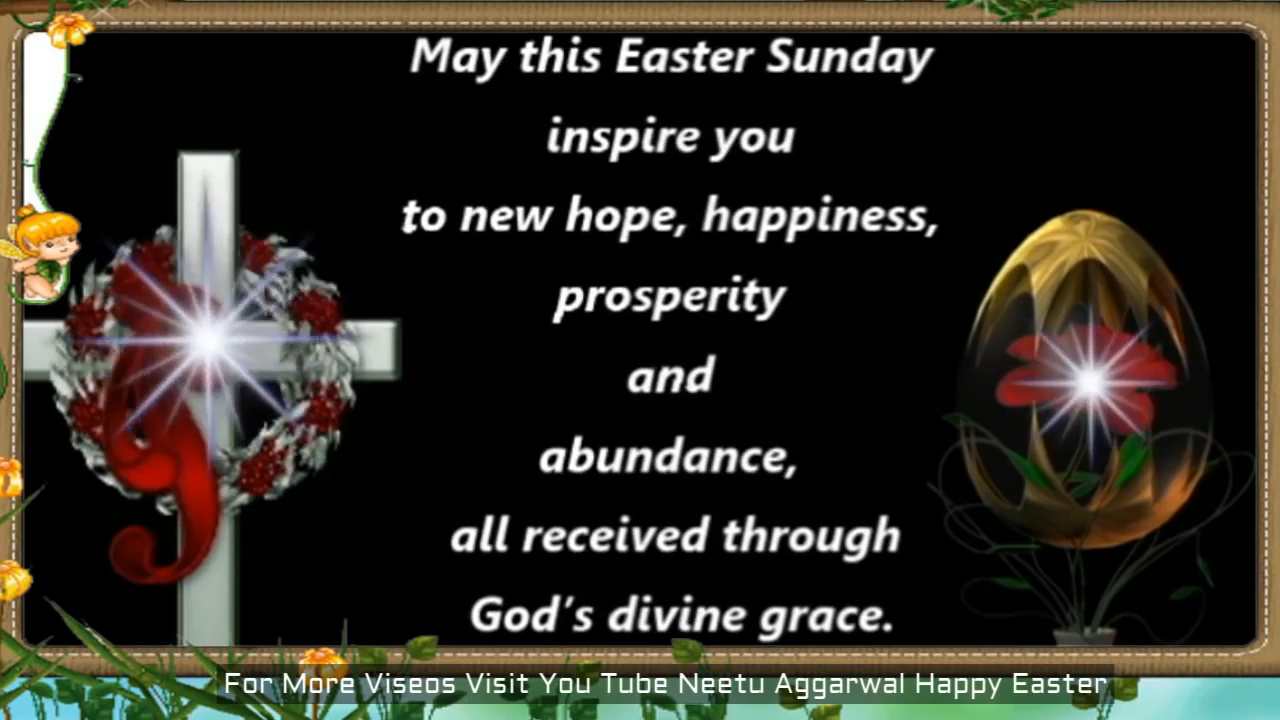 May this Easter Sunday
inspire you
to new hope, happiness,
prosperity
and
abundance,
all received through
God's divine grace.
For More Viseos Visit You Tube Neetu Aggarwal Happy Easter